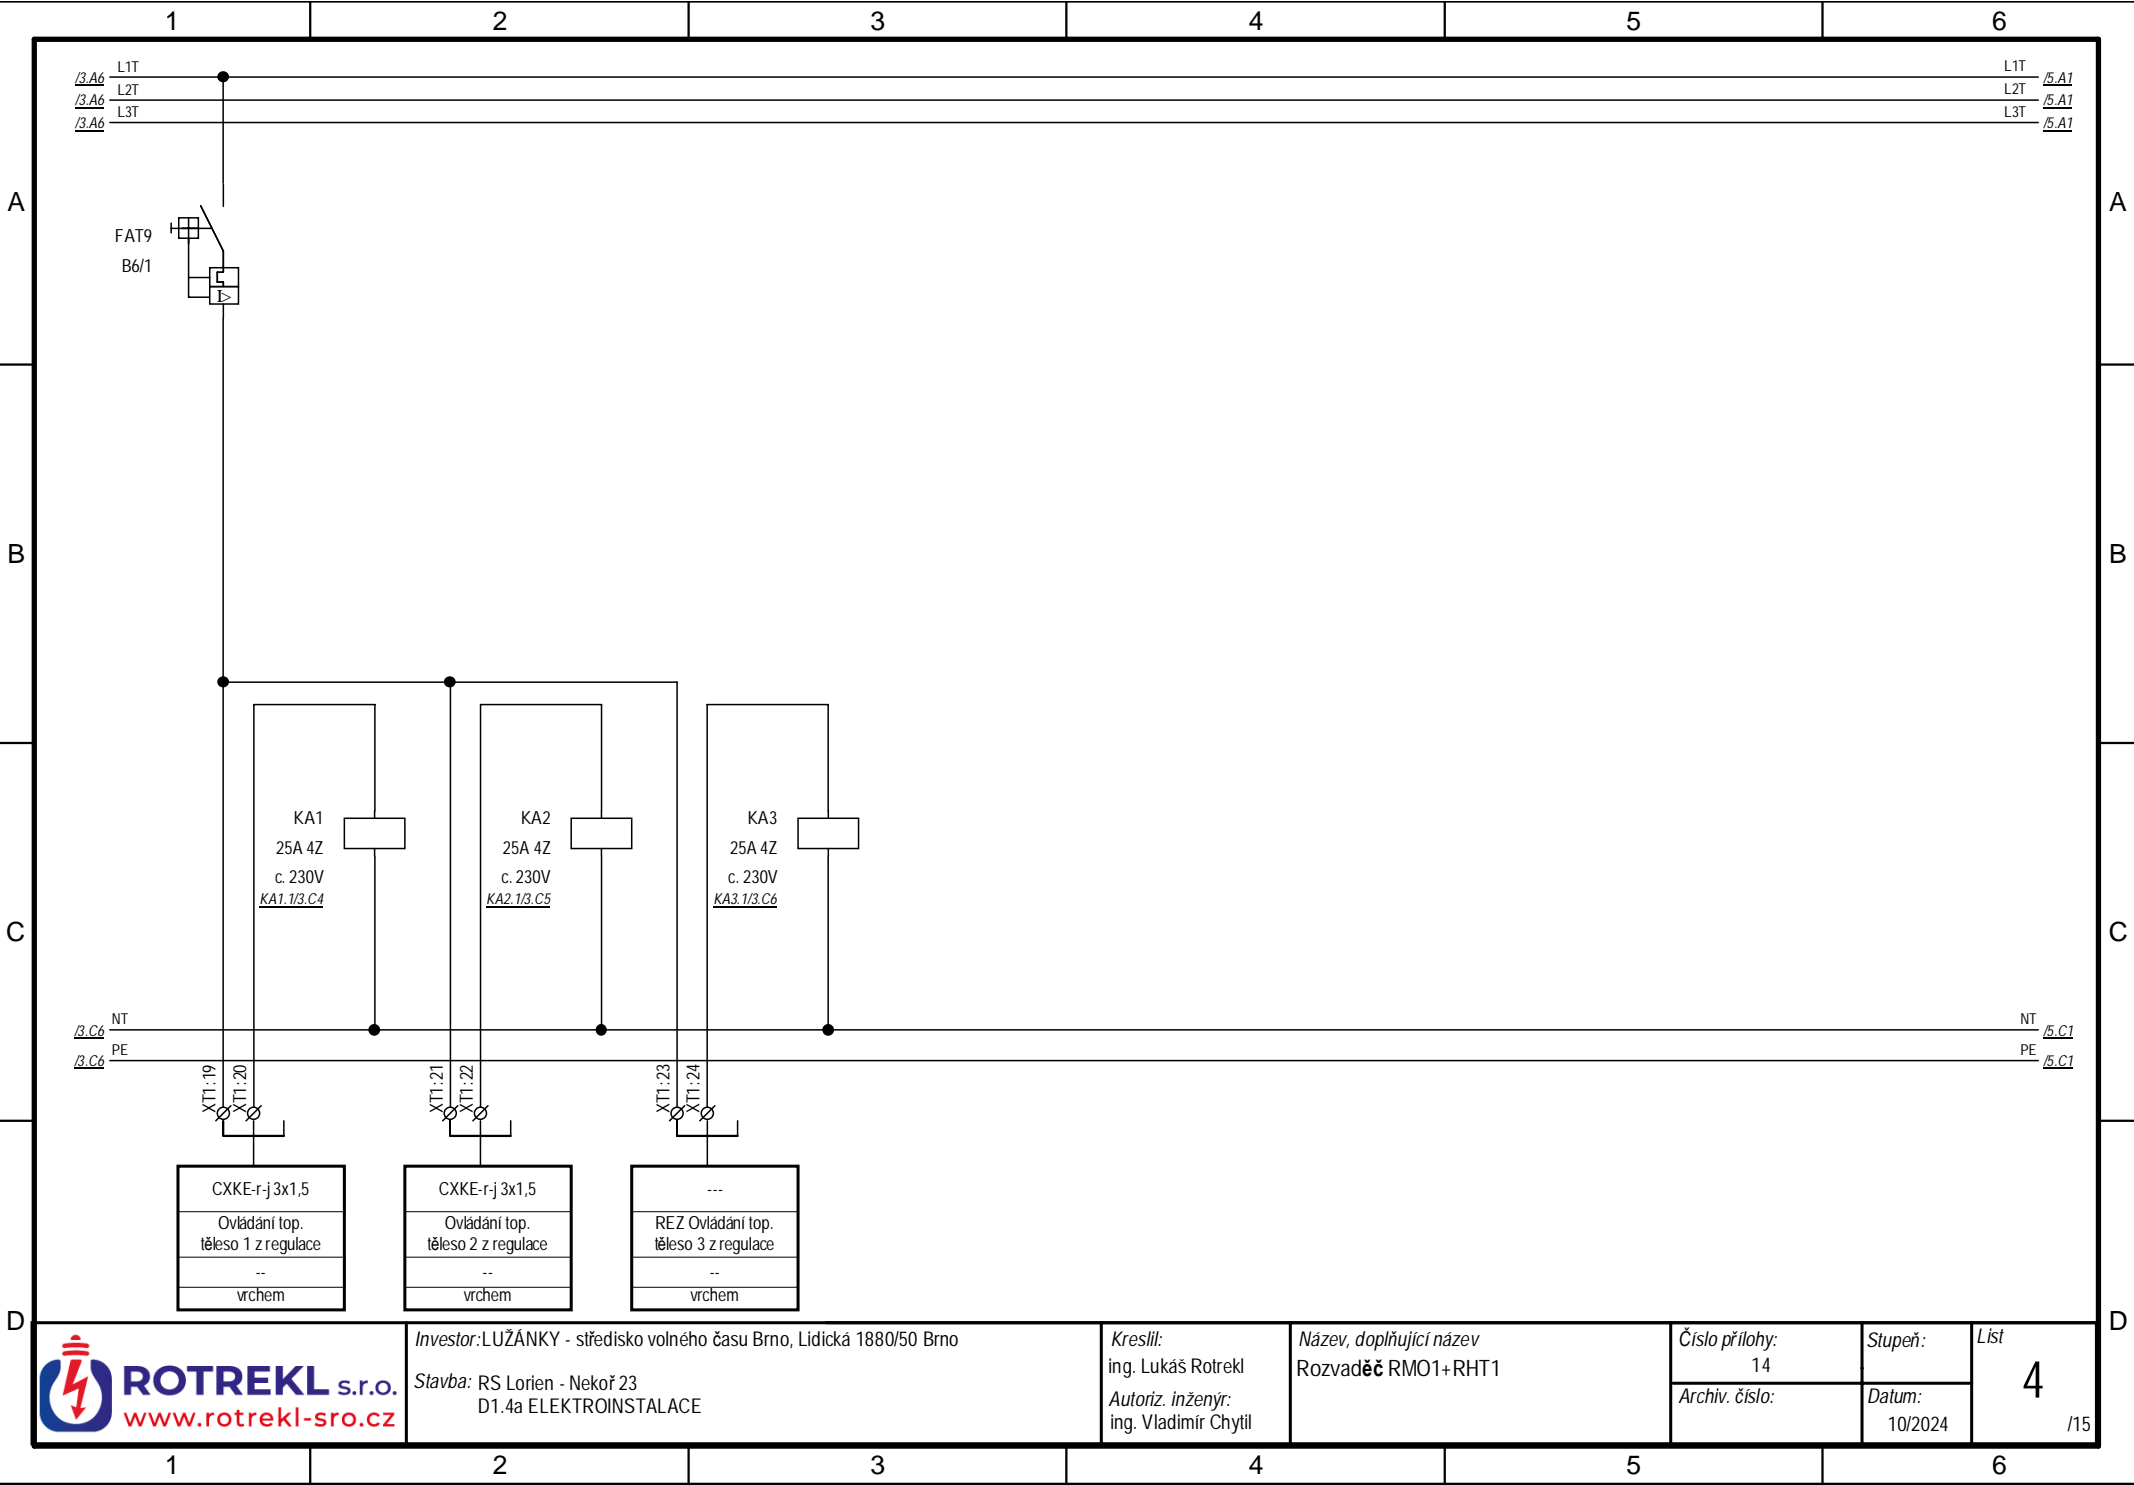 1 2 3 4 5 6
/3.A6 L1T L1T /5.A1
/3.A6 L2T L2T /5.A1
/3.A6 L3T L3T /5.A1
A A
FAT9
B6/1
I>
B B
KA1 KA2 KA3
25A 4Z 25A 4Z 25A 4Z
c. 230V c. 230V c. 230V
KA1.1/3.C4 KA2.1/3.C5 KA3.1/3.C6
C C
/3.C6 NT NT /5.C1
/3.C6 PE PE /5.C1
XT1:19 XT1:20 XT1:21 XT1:22 XT1:23 XT1:24
CXKE-r-j 3x1,5
Ovládání top.
těleso 1 z regulace
--
vrchem
CXKE-r-j 3x1,5
Ovládání top.
těleso 2 z regulace
--
vrchem
---
REZ Ovládání top.
těleso 3 z regulace
--
vrchem
D D
ROTREKL s.r.o.
www.rotrekl-sro.cz
Investor: LUŽÁNKY - středisko volného času Brno, Lidická 1880/50 Brno
Stavba: RS Lorien - Nekoř 23
D1.4a ELEKTROINSTALACE
Kreslil:
ing. Lukáš Rotrekl
Autoriz. inženýr:
ing. Vladimír Chytil
Název, doplňující název
Rozvaděč RMO1+RHT1
Číslo přílohy:
14
Archiv. číslo:
Stupeň:
Datum:
10/2024
List
4
/15
1 2 3 4 5 6